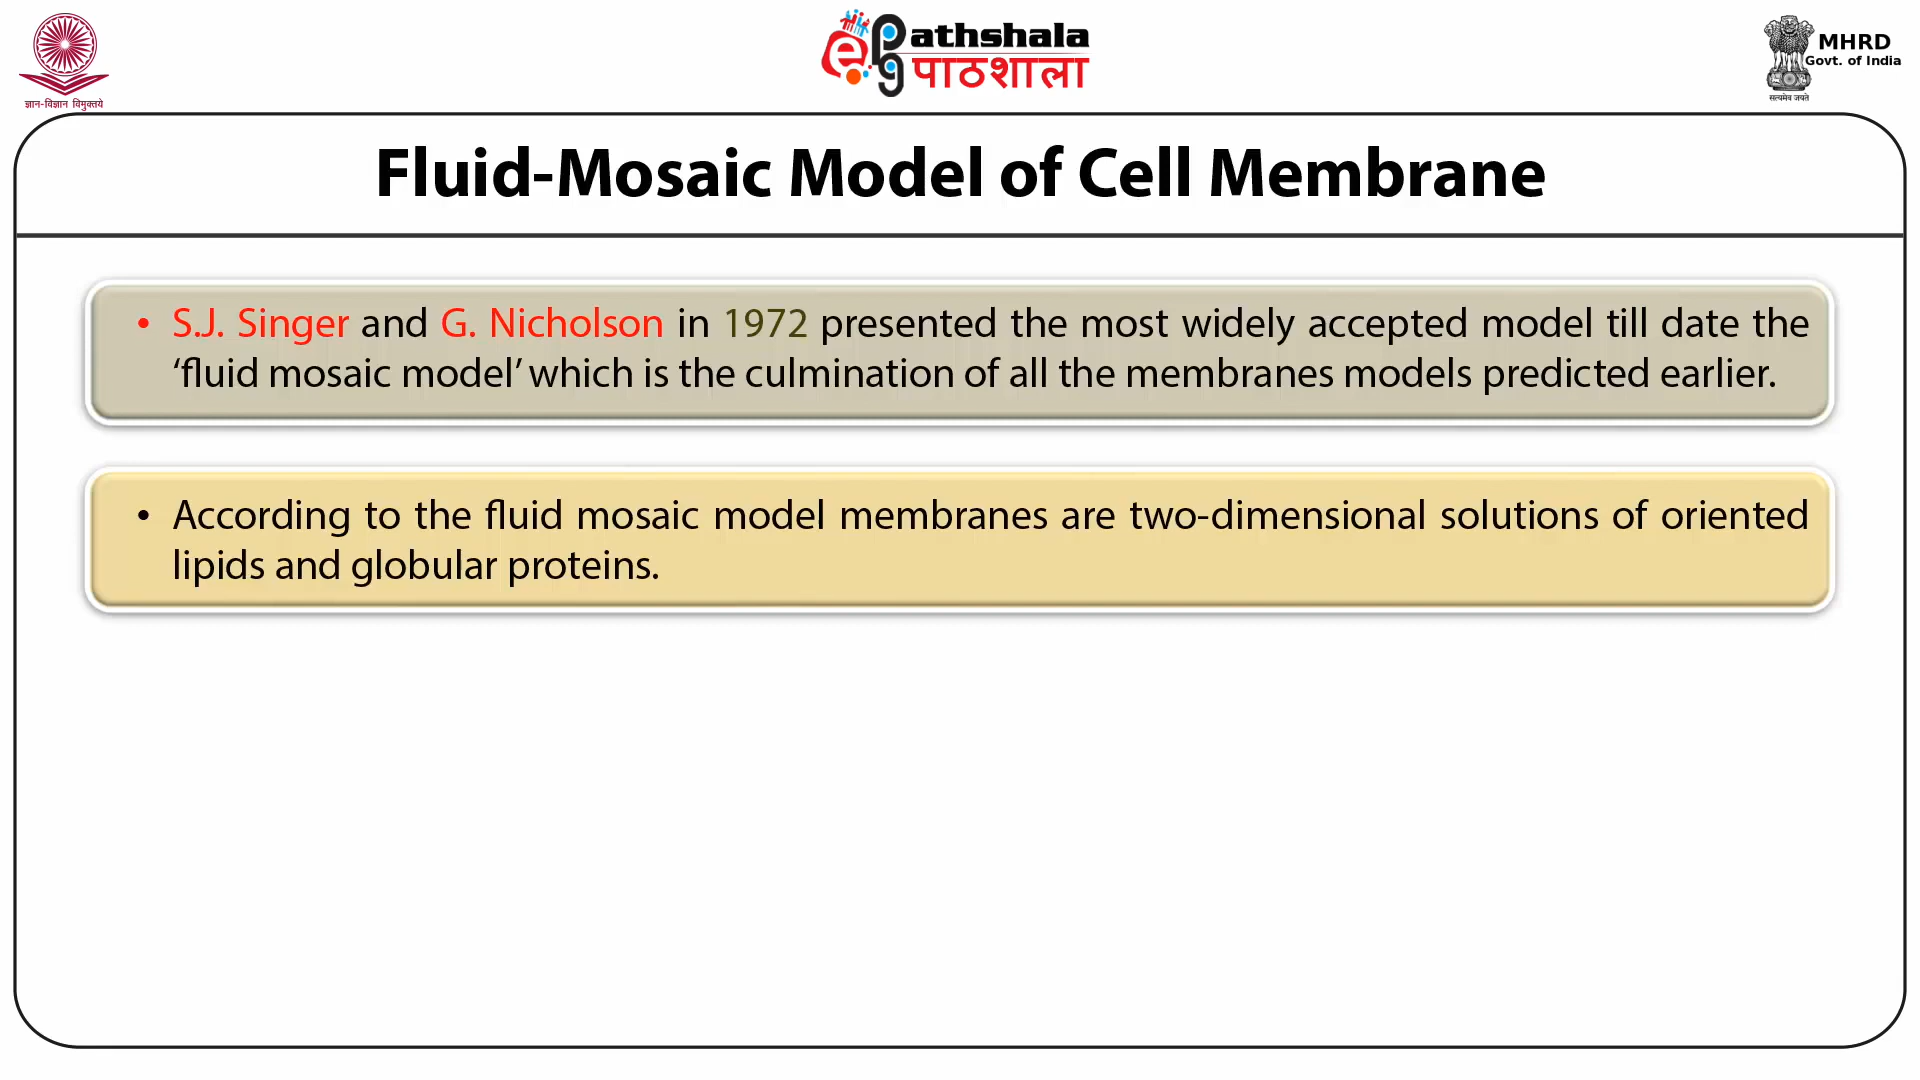 ज्ञान-विज्ञान विमुक्तये
ePGathshala
पाठशाला
MHRD
Govt. of India
सत्यमेव जयते
Fluid-Mosaic Model of Cell Membrane
• S.J. Singer and G. Nicholson in 1972 presented the most widely accepted model till date the
‘fluid mosaic model’ which is the culmination of all the membranes models predicted earlier.
• According to the fluid mosaic model membranes are two-dimensional solutions of oriented
lipids and globular proteins.